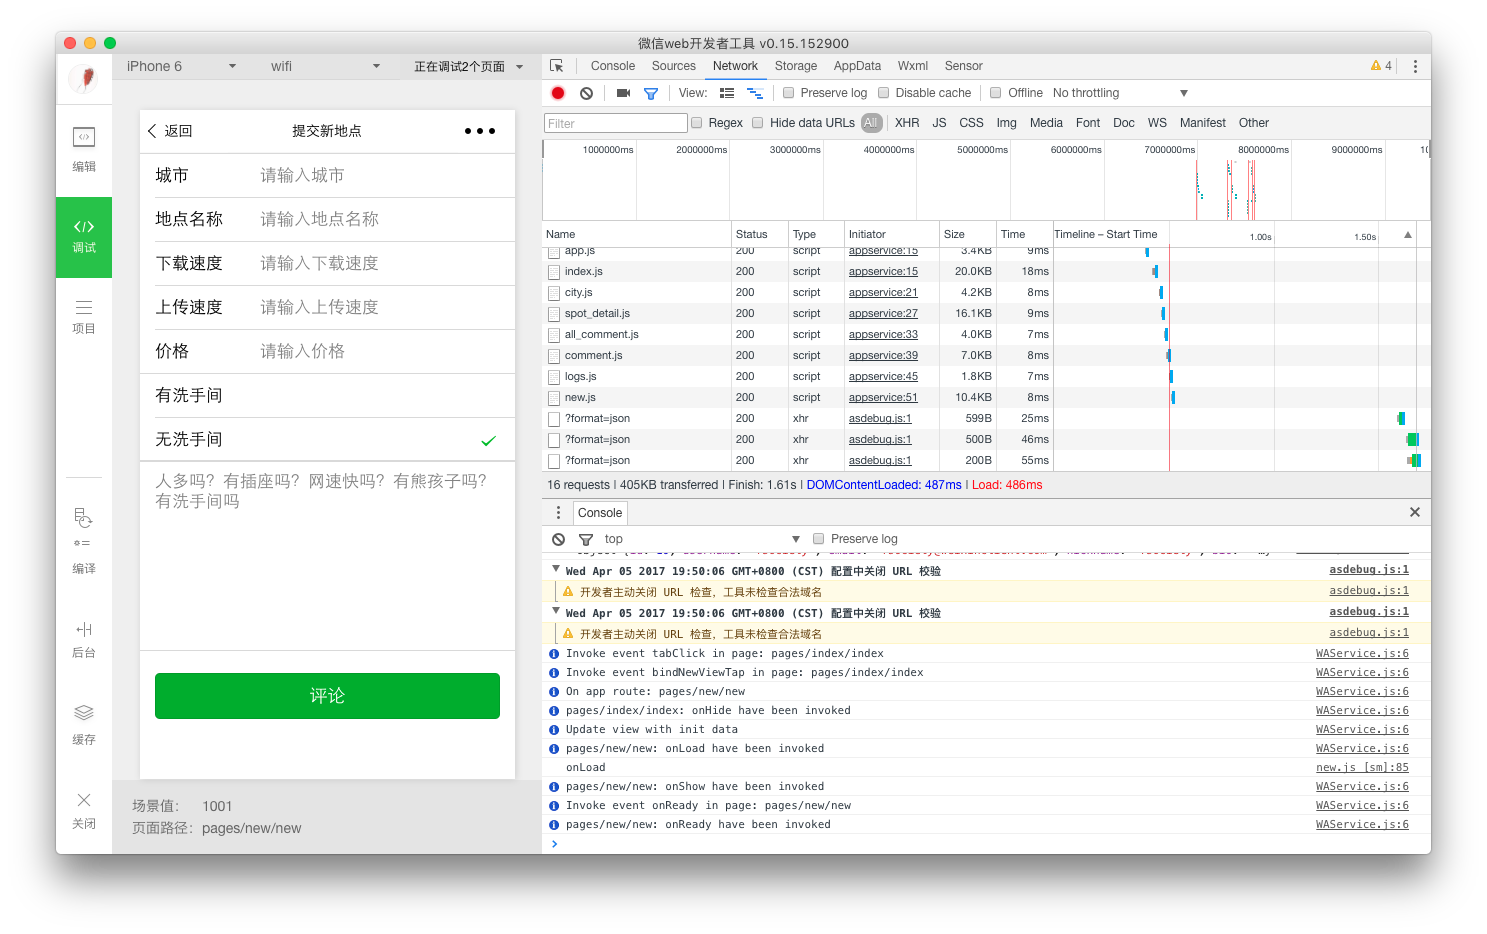 微信web开发者工具 v0.15.152900
iPhone 6
wifi
正在调试2个页面
编辑
</>
调试
项目
编译
后台
缓存
关闭
返回
提交新地点
城市 请输入城市
地点名称 请输入地点名称
下载速度 请输入下载速度
上传速度 请输入上传速度
价格 请输入价格
有洗手间
无洗手间
人多吗？有插座吗？网速快吗？有熊孩子吗？
有洗手间吗
评论
场景值： 1001
页面路径： pages/new/new
Console Sources Network Storage AppData Wxml Sensor 4
View: Preserve log Disable cache Offline No throttling
Filter Regex Hide data URLs All XHR JS CSS Img Media Font Doc WS Manifest Other
1000000ms 2000000ms 3000000ms 4000000ms 5000000ms 6000000ms 7000000ms 8000000ms 9000000ms
Name Status Type Initiator Size Time Timeline – Start Time 1.00s 1.50s
app.js 200 script appservice:15 3.4KB 9ms
index.js 200 script appservice:15 20.0KB 18ms
city.js 200 script appservice:21 4.2KB 8ms
spot_detail.js 200 script appservice:27 16.1KB 9ms
all_comment.js 200 script appservice:33 4.0KB 7ms
comment.js 200 script appservice:39 7.0KB 8ms
logs.js 200 script appservice:45 1.8KB 7ms
new.js 200 script appservice:51 10.4KB 8ms
?format=json 200 xhr asdebug.js:1 599B 25ms
?format=json 200 xhr asdebug.js:1 500B 46ms
?format=json 200 xhr asdebug.js:1 200B 55ms
16 requests | 405KB transferred | Finish: 1.61s | DOMContentLoaded: 487ms | Load: 486ms
Console
top Preserve log
Wed Apr 05 2017 19:50:06 GMT+0800 (CST) 配置中关闭 URL 校验 asdebug.js:1
开发者主动关闭 URL 检查，工具未检查合法域名 asdebug.js:1
Wed Apr 05 2017 19:50:06 GMT+0800 (CST) 配置中关闭 URL 校验 asdebug.js:1
开发者主动关闭 URL 检查，工具未检查合法域名 asdebug.js:1
Invoke event tabClick in page: pages/index/index WAService.js:6
Invoke event bindNewViewTap in page: pages/index/index WAService.js:6
On app route: pages/new/new WAService.js:6
pages/index/index: onHide have been invoked WAService.js:6
Update view with init data WAService.js:6
pages/new/new: onLoad have been invoked WAService.js:6
onLoad new.js [sm]:85
pages/new/new: onShow have been invoked WAService.js:6
Invoke event onReady in page: pages/new/new WAService.js:6
pages/new/new: onReady have been invoked WAService.js:6